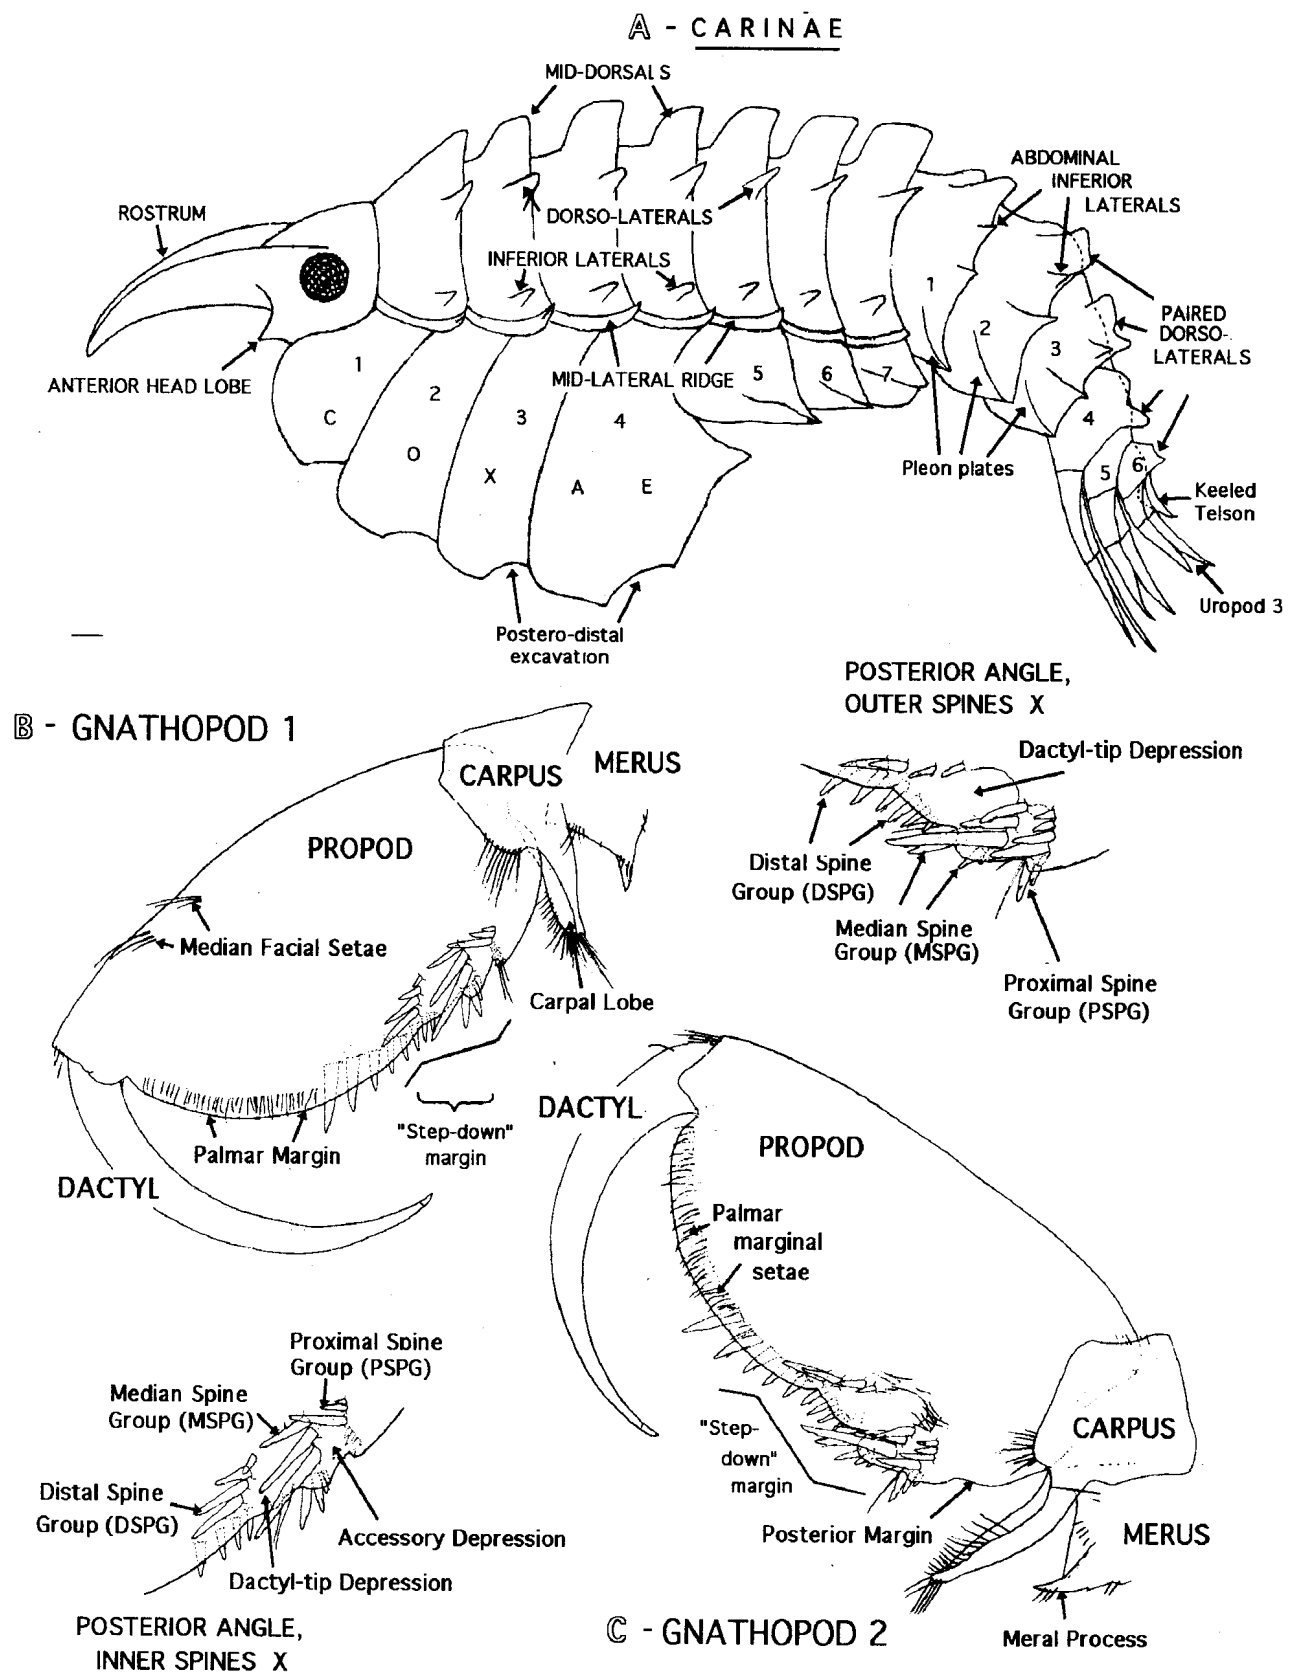 A - CARINAE
MID-DORSALS
ABDOMINAL
INFERIOR
LATERALS
ROSTRUM
DORSO-LATERALS
INFERIOR LATERALS
PAIRED
DORSO-
LATERALS
ANTERIOR HEAD LOBE
MID-LATERAL RIDGE
1
2
3
4
5
6
7
C
O
X
A
E
1
2
3
4
5
6
Pleon plates
Keeled
Telson
Uropod 3
Postero-distal
excavation
POSTERIOR ANGLE,
OUTER SPINES X
B - GNATHOPOD 1
CARPUS
MERUS
PROPOD
Dactyl-tip Depression
Distal Spine
Group (DSPG)
Median Spine
Group (MSPG)
Proximal Spine
Group (PSPG)
Median Facial Setae
Carpal Lobe
"Step-down"
margin
Palmar Margin
DACTYL
DACTYL
PROPOD
Palmar
marginal
setae
Proximal Spine
Group (PSPG)
Median Spine
Group (MSPG)
Distal Spine
Group (DSPG)
Accessory Depression
Dactyl-tip Depression
POSTERIOR ANGLE,
INNER SPINES X
"Step-
down"
margin
CARPUS
Posterior Margin
MERUS
C - GNATHOPOD 2
Meral Process